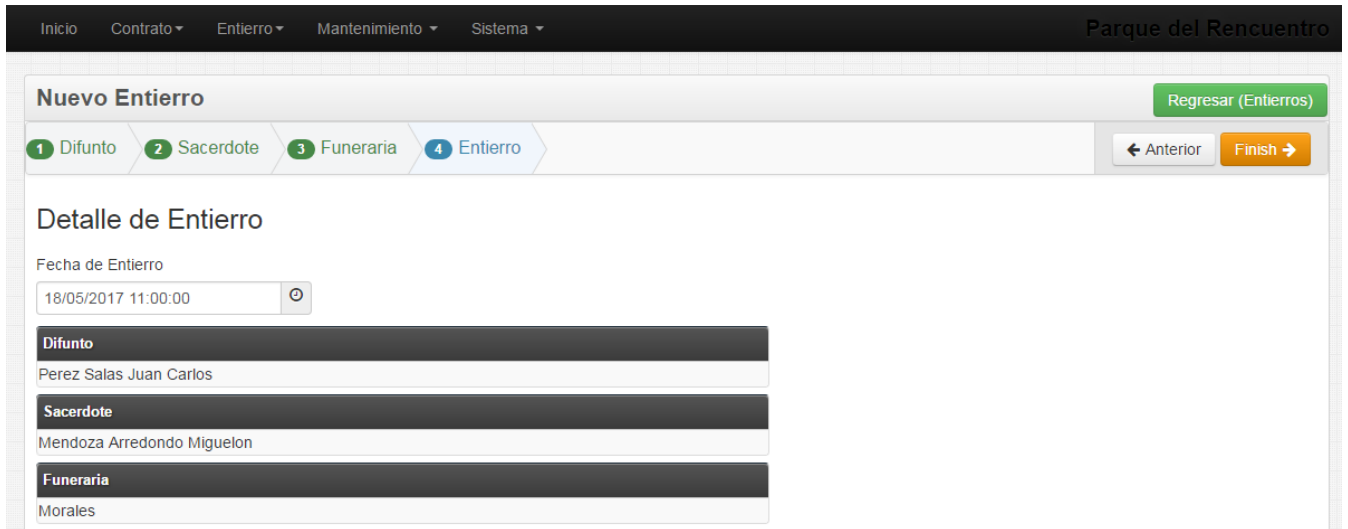 Inicio Contrato Entierro Mantenimiento Sistema Parque del Rencuentro
Nuevo Entierro Regresar (Entierros)
1 Difunto 2 Sacerdote 3 Funeraria 4 Entierro Anterior Finish
Detalle de Entierro
Fecha de Entierro
18/05/2017 11:00:00
Difunto
Perez Salas Juan Carlos
Sacerdote
Mendoza Arredondo Miguelon
Funeraria
Morales